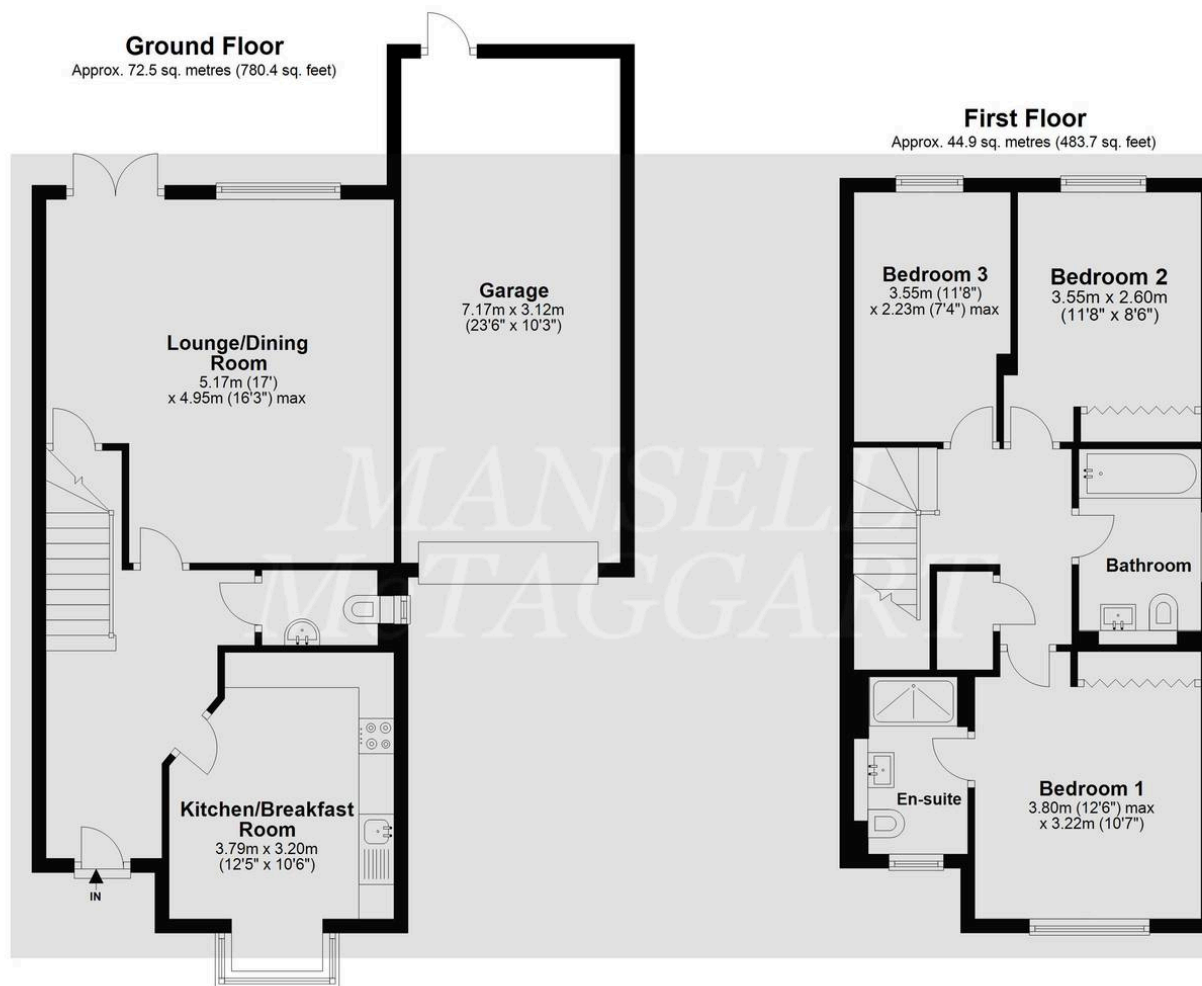 Ground Floor
Approx. 72.5 sq. metres (780.4 sq. feet)
First Floor
Approx. 44.9 sq. metres (483.7 sq. feet)
Garage
7.17m x 3.12m
(23'6" x 10'3")
Lounge/Dining
Room
5.17m (17')
x 4.95m (16'3") max
Bedroom 3
3.55m (11'8")
x 2.23m (7'4") max
Bedroom 2
3.55m x 2.60m
(11'8" x 8'6")
MANSELL
McTAGGART
Bathroom
Kitchen/Breakfast
Room
3.79m x 3.20m
(12'5" x 10'6")
En-suite
Bedroom 1
3.80m (12'6") max
x 3.22m (10'7")
IN